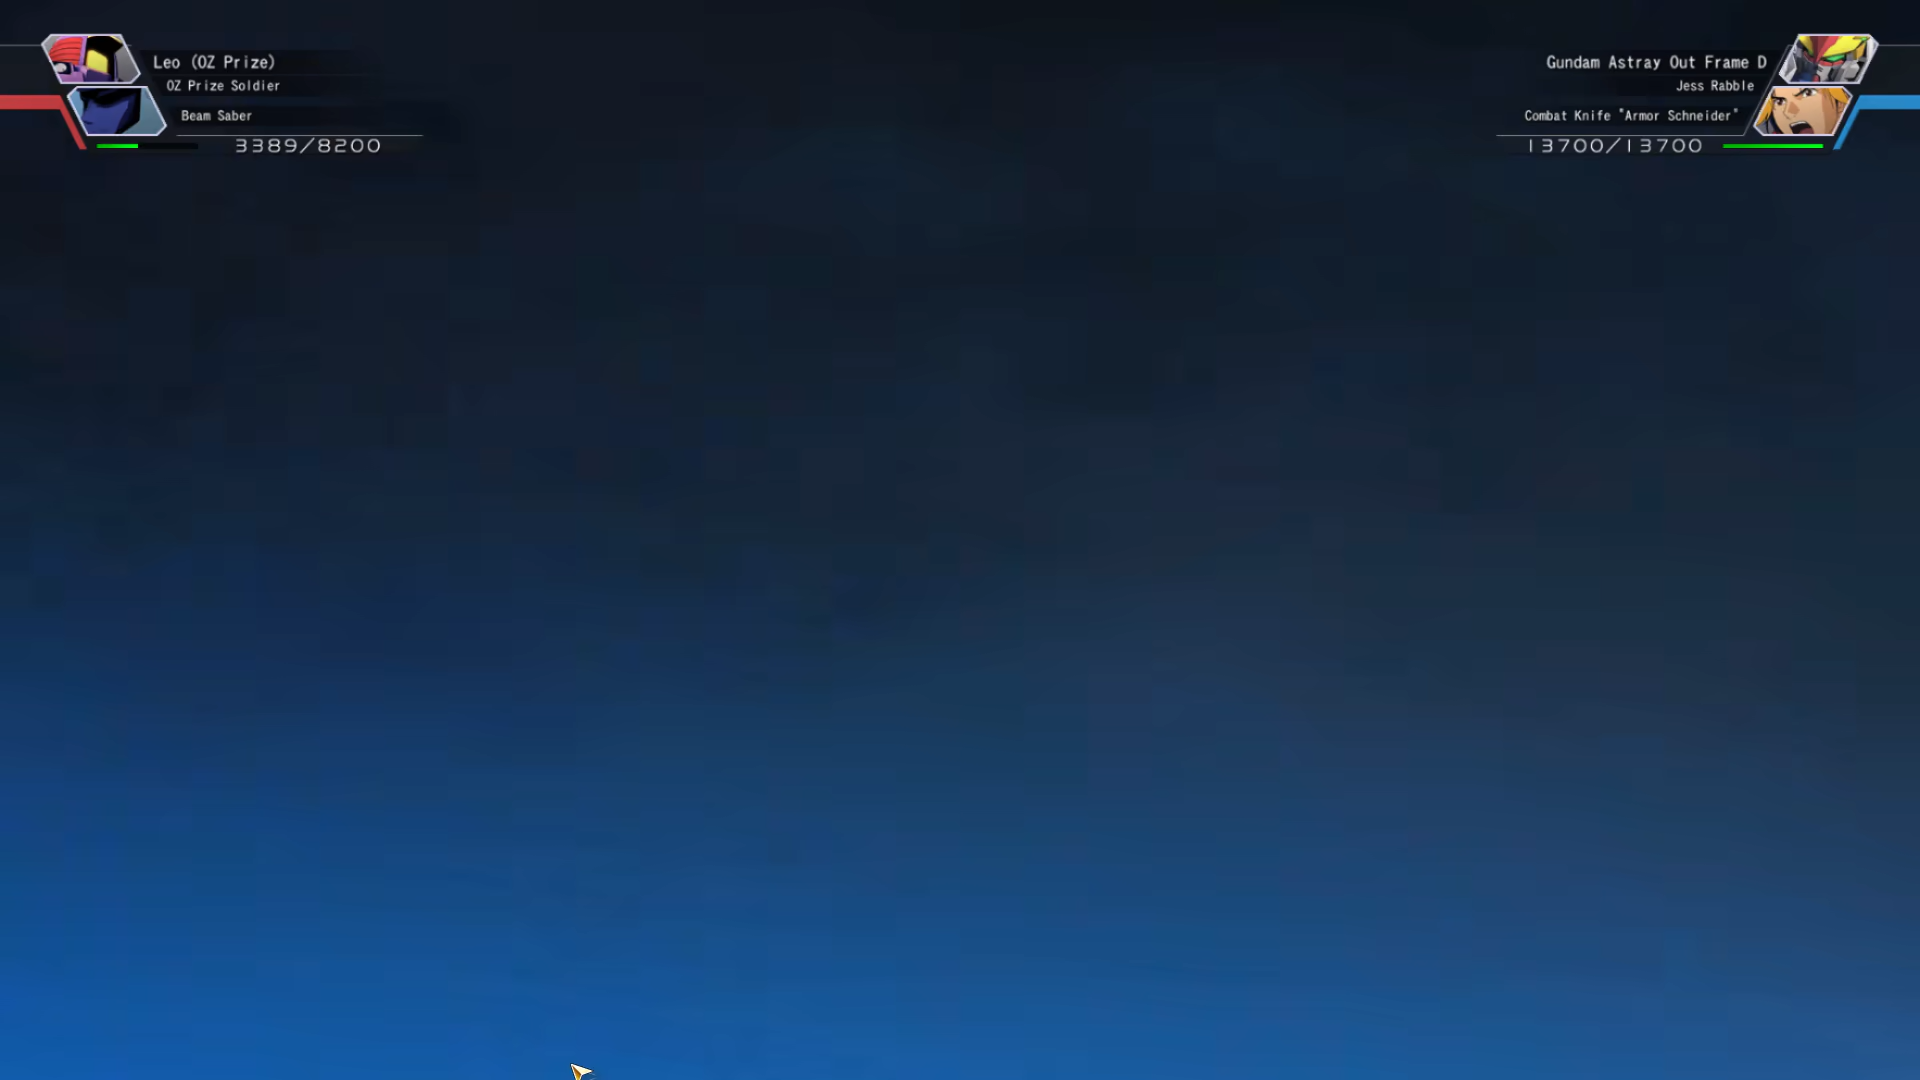 Leo (OZ Prize)
OZ Prize Soldier
Beam Saber
3389/8200
Gundam Astray Out Frame D
Jess Rabble
Combat Knife "Armor Schneider"
13700/13700